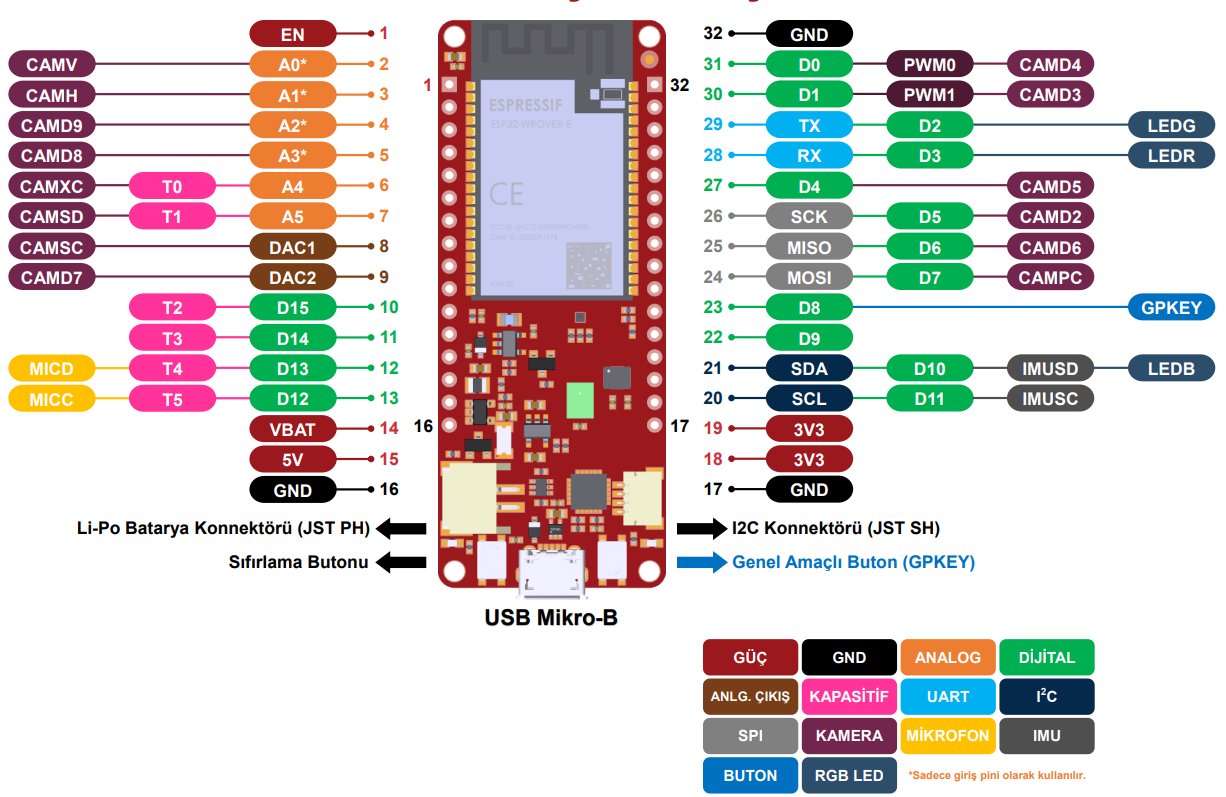 EN 1
CAMV A0* 2
CAMH A1* 3
CAMD9 A2* 4
CAMD8 A3* 5
CAMXC T0 A4 6
CAMSD T1 A5 7
CAMSC DAC1 8
CAMD7 DAC2 9
T2 D15 10
T3 D14 11
MICD T4 D13 12
MICC T5 D12 13
VBAT 14
5V 15
GND 16
1
32
16
17
ESPRESSIF
ESP32-WROVER-E
CE
32 GND
31 D0 PWM0 CAMD4
30 D1 PWM1 CAMD3
29 TX D2 LEDG
28 RX D3 LEDR
27 D4 CAMD5
26 SCK D5 CAMD2
25 MISO D6 CAMD6
24 MOSI D7 CAMPC
23 D8 GPKEY
22 D9
21 SDA D10 IMUSD LEDB
20 SCL D11 IMUSC
19 3V3
18 3V3
17 GND
Li-Po Batarya Konnektörü (JST PH)
I2C Konnektörü (JST SH)
Sıfırlama Butonu
Genel Amaçlı Buton (GPKEY)
USB Mikro-B
GÜÇ GND ANALOG DİJİTAL
ANLG. ÇIKIŞ KAPASİTİF UART I²C
SPI KAMERA MİKROFON IMU
BUTON RGB LED *Sadece giriş pini olarak kullanılır.